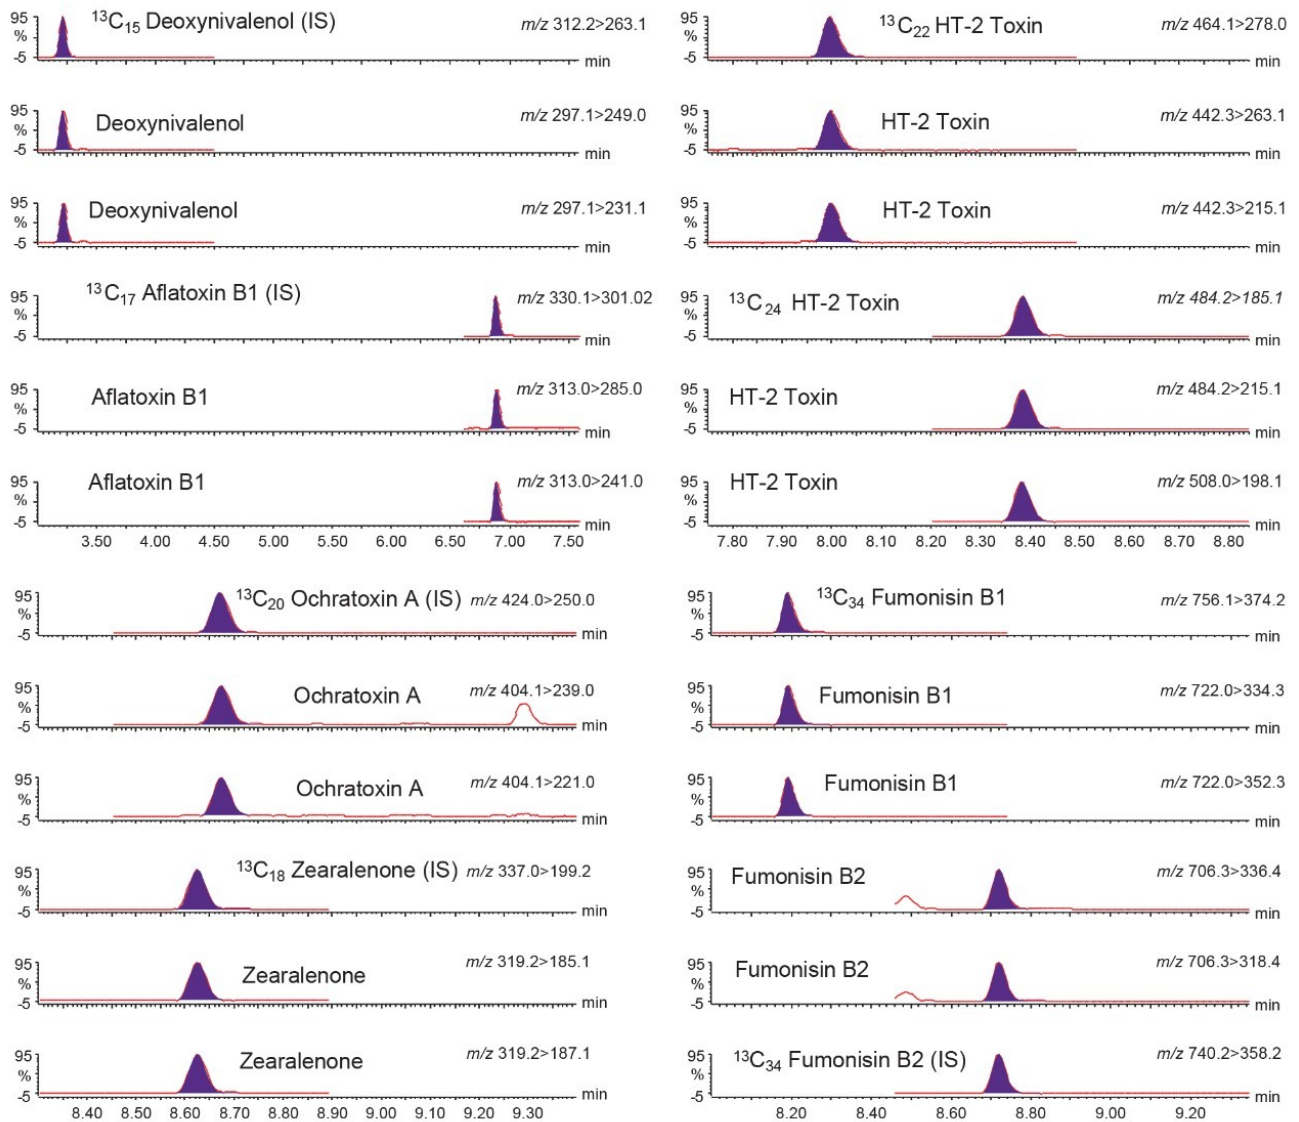 95
%
-5
¹³C₁₅ Deoxynivalenol (IS)
m/z 312.2>263.1
min
95
%
-5
Deoxynivalenol
m/z 297.1>249.0
min
95
%
-5
Deoxynivalenol
m/z 297.1>231.1
min
95
%
-5
¹³C₁₇ Aflatoxin B1 (IS)
m/z 330.1>301.02
min
95
%
-5
Aflatoxin B1
m/z 313.0>285.0
min
95
%
-5
Aflatoxin B1
m/z 313.0>241.0
min
3.50 4.00 4.50 5.00 5.50 6.00 6.50 7.00 7.50
95
%
-5
¹³C₂₂ HT-2 Toxin
m/z 464.1>278.0
min
95
%
-5
HT-2 Toxin
m/z 442.3>263.1
min
95
%
-5
HT-2 Toxin
m/z 442.3>215.1
min
95
%
-5
¹³C₂₄ HT-2 Toxin
m/z 484.2>185.1
min
95
%
-5
HT-2 Toxin
m/z 484.2>215.1
min
95
%
-5
HT-2 Toxin
m/z 508.0>198.1
min
7.80 7.90 8.00 8.10 8.20 8.30 8.40 8.50 8.60 8.70 8.80
95
%
-5
¹³C₂₀ Ochratoxin A (IS)
m/z 424.0>250.0
min
95
%
-5
Ochratoxin A
m/z 404.1>239.0
min
95
%
-5
Ochratoxin A
m/z 404.1>221.0
min
95
%
-5
¹³C₁₈ Zearalenone (IS)
m/z 337.0>199.2
min
95
%
-5
Zearalenone
m/z 319.2>185.1
min
95
%
-5
Zearalenone
m/z 319.2>187.1
min
8.40 8.50 8.60 8.70 8.80 8.90 9.00 9.10 9.20 9.30
95
%
-5
¹³C₃₄ Fumonisin B1
m/z 756.1>374.2
min
95
%
-5
Fumonisin B1
m/z 722.0>334.3
min
95
%
-5
Fumonisin B1
m/z 722.0>352.3
min
95
%
-5
Fumonisin B2
m/z 706.3>336.4
min
95
%
-5
Fumonisin B2
m/z 706.3>318.4
min
95
%
-5
¹³C₃₄ Fumonisin B2 (IS)
m/z 740.2>358.2
min
8.20 8.40 8.60 8.80 9.00 9.20